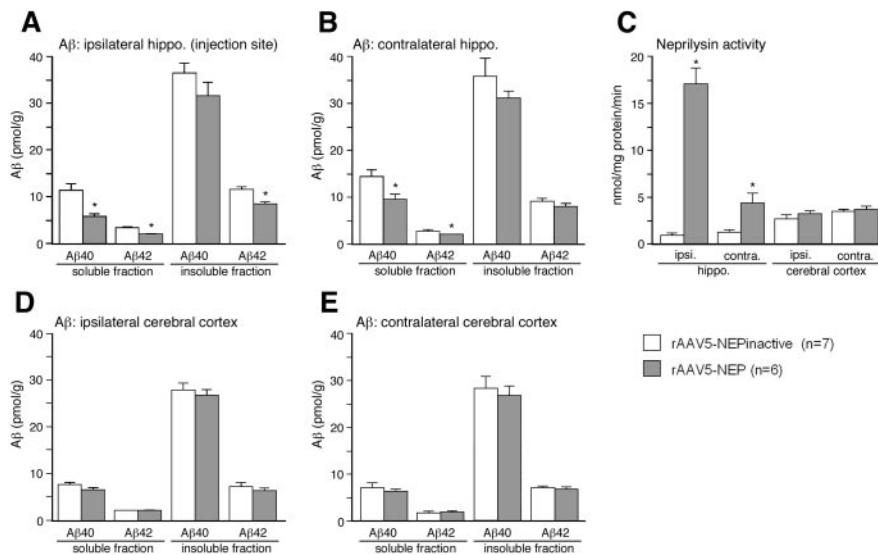 A
Aβ: ipsilateral hippo. (injection site)
Aβ (pmol/g)
40
30
20
10
0
*
*
*
Aβ40 Aβ42 Aβ40 Aβ42
soluble fraction insoluble fraction
B
Aβ: contralateral hippo.
Aβ (pmol/g)
40
30
20
10
0
*
*
Aβ40 Aβ42 Aβ40 Aβ42
soluble fraction insoluble fraction
C
Neprilysin activity
nmol/mg protein/min
20
15
10
5
0
*
*
ipsi. contra. ipsi. contra.
hippo. cerebral cortex
D
Aβ: ipsilateral cerebral cortex
Aβ (pmol/g)
40
30
20
10
0
Aβ40 Aβ42 Aβ40 Aβ42
soluble fraction insoluble fraction
E
Aβ: contralateral cerebral cortex
Aβ (pmol/g)
40
30
20
10
0
Aβ40 Aβ42 Aβ40 Aβ42
soluble fraction insoluble fraction
rAAV5-NEPinactive (n=7)
rAAV5-NEP (n=6)